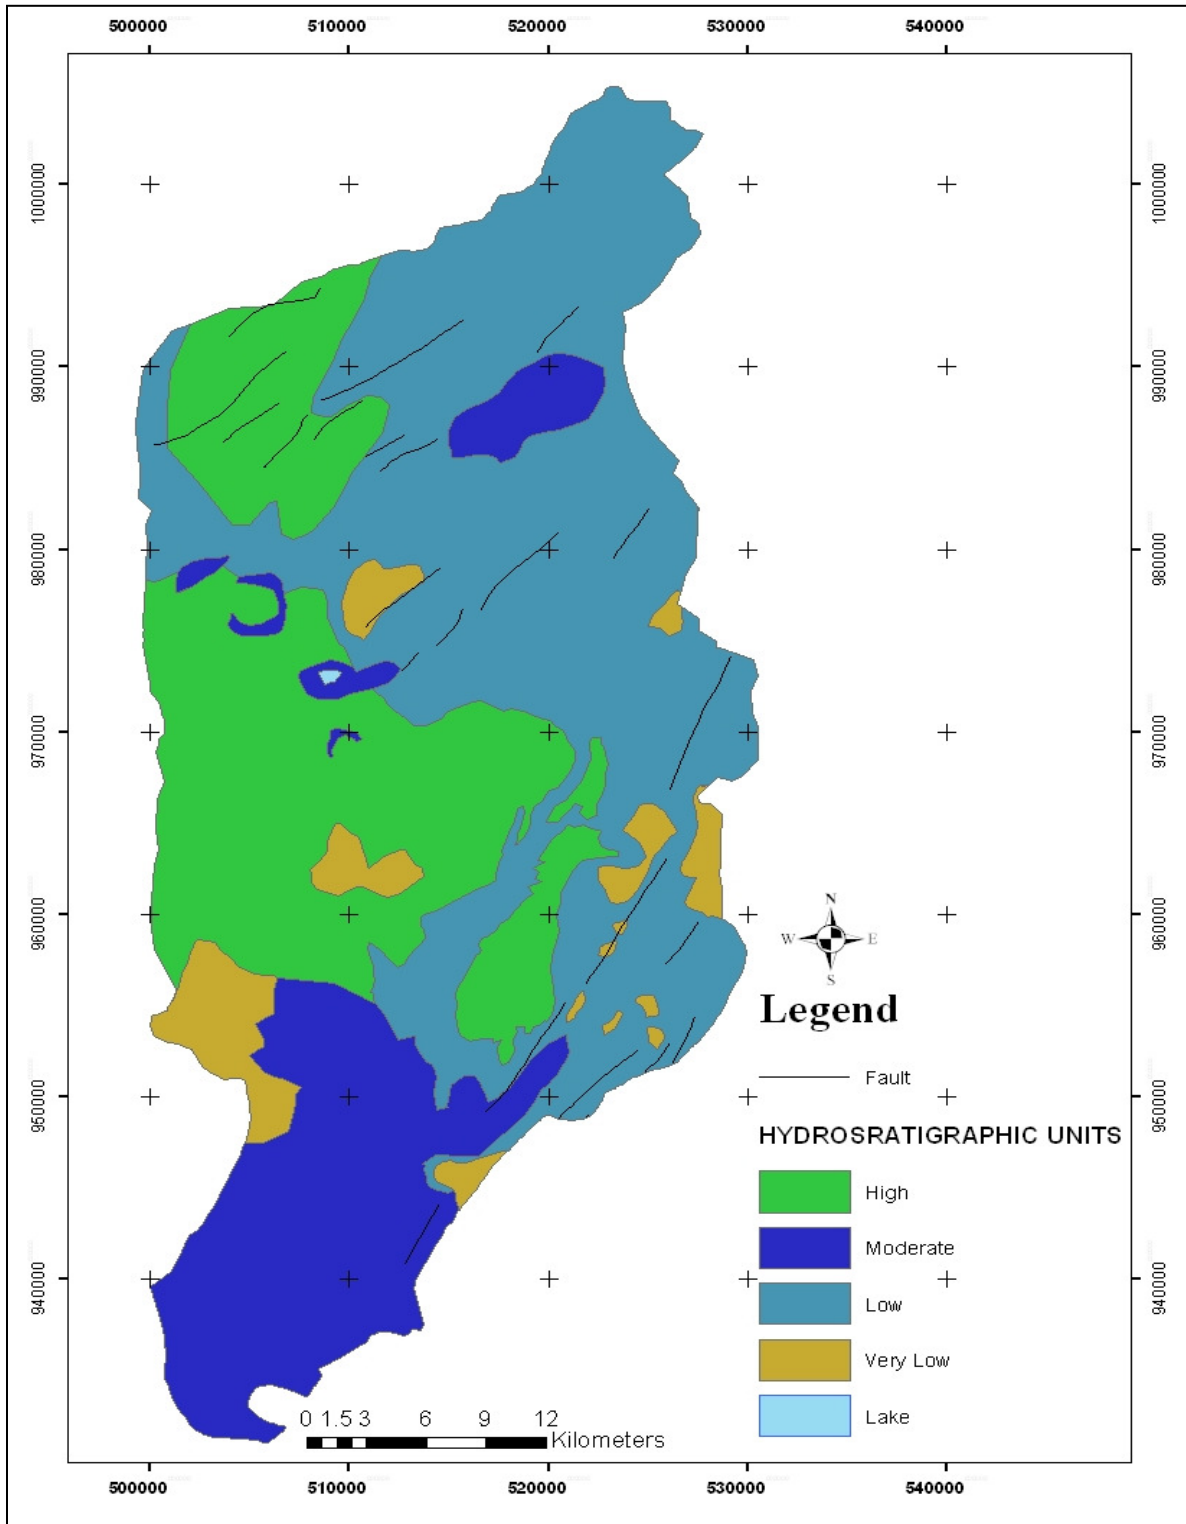 500000 510000 520000 530000 540000
1000000 1000000
990000 990000
980000 980000
970000 970000
960000 960000
950000 950000
940000 940000
N
W E
S
Legend
Fault
HYDROSRATIGRAPHIC UNITS
High
Moderate
Low
Very Low
Lake
0 1.5 3 6 9 12
Kilometers
500000 510000 520000 530000 540000